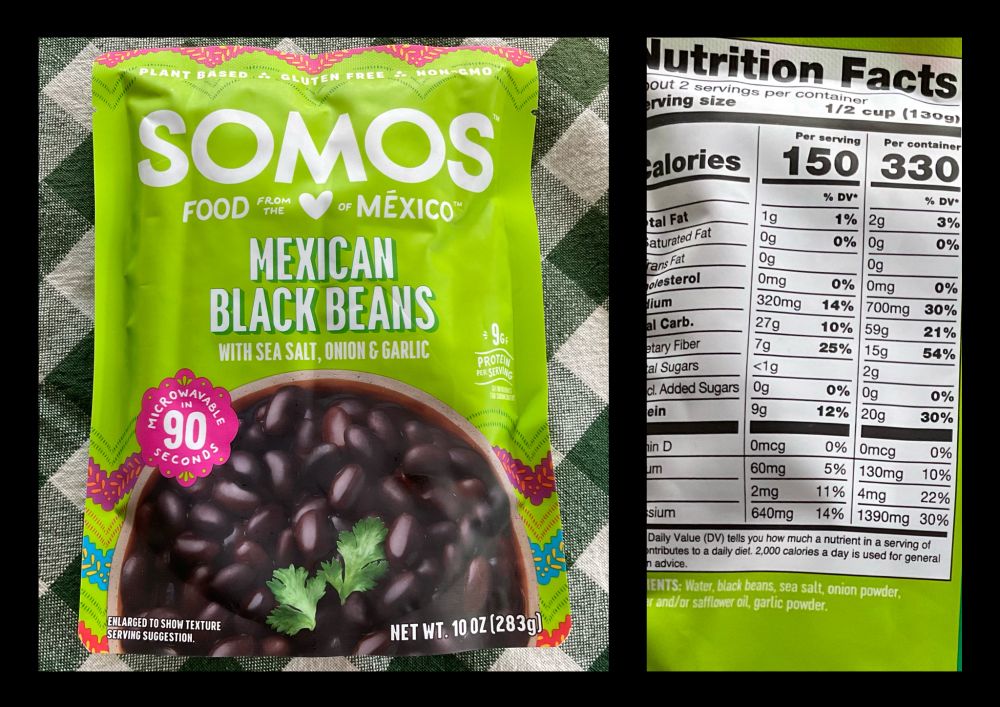 PLANT BASED GLUTEN FREE NON-GMO
SOMOS™
FOOD FROM THE OF MÉXICO™
MEXICAN
BLACK BEANS
WITH SEA SALT, ONION & GARLIC
9g
PROTEIN
PER SERVING
MICROWAVABLE
IN
90
SECONDS
ENLARGED TO SHOW TEXTURE
SERVING SUGGESTION.
NET WT. 10 OZ (283g)
Nutrition Facts
bout 2 servings per container
erving size 1/2 cup (130g)
Per serving Per container
alories 150 330
% DV* % DV*
tal Fat 1g 1% 2g 3%
Saturated Fat 0g 0% 0g 0%
rans Fat 0g 0g
olesterol 0mg 0% 0mg 0%
dium 320mg 14% 700mg 30%
al Carb. 27g 10% 59g 21%
etary Fiber 7g 25% 15g 54%
al Sugars <1g 2g
cl. Added Sugars 0g 0% 0g 0%
ein 9g 12% 20g 30%
in D 0mcg 0% 0mcg 0%
um 60mg 5% 130mg 10%
2mg 11% 4mg 22%
ssium 640mg 14% 1390mg 30%
Daily Value (DV) tells you how much a nutrient in a serving of
ontributes to a daily diet. 2,000 calories a day is used for general
n advice.
IENTS: Water, black beans, sea salt, onion powder,
er and/or safflower oil, garlic powder.